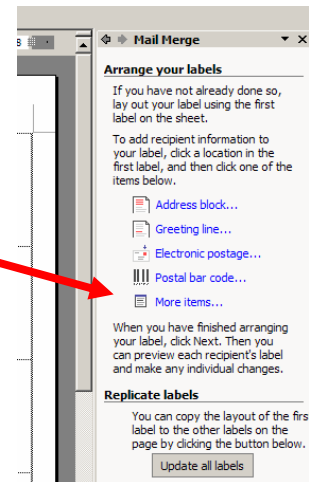 8
Mail Merge
Arrange your labels
If you have not already done so,
lay out your label using the first
label on the sheet.
To add recipient information to
your label, click a location in the
first label, and then click one of the
items below.
Address block...
Greeting line...
Electronic postage...
Postal bar code...
More items...
When you have finished arranging
your label, click Next. Then you
can preview each recipient's label
and make any individual changes.
Replicate labels
You can copy the layout of the firs
label to the other labels on the
page by clicking the button below.
Update all labels